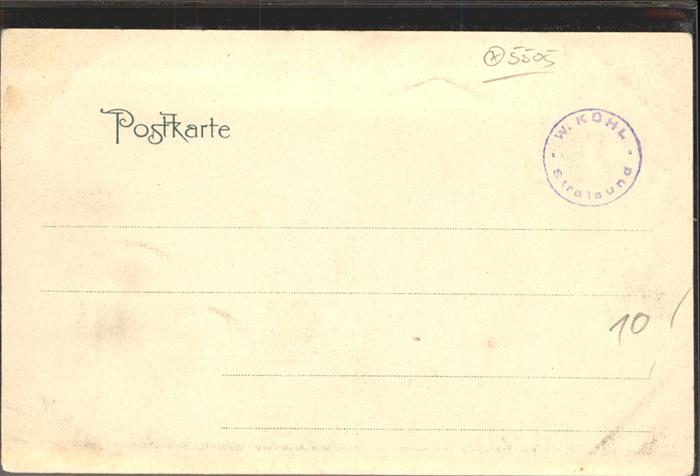 * 5505
Postkarte
W. KOHL
Stralsund
10